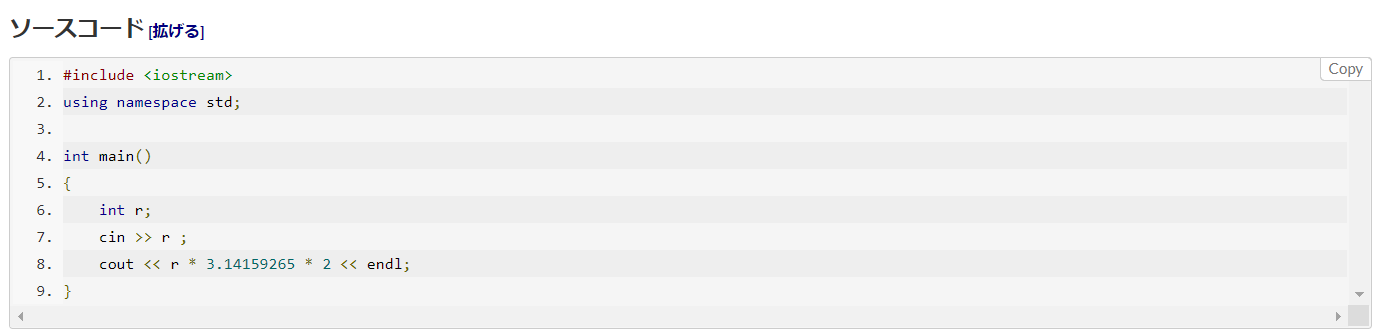 ソースコード [拡げる]
Copy
1. #include <iostream>
2. using namespace std;
3.
4. int main()
5. {
6.     int r;
7.     cin >> r ;
8.     cout << r * 3.14159265 * 2 << endl;
9. }